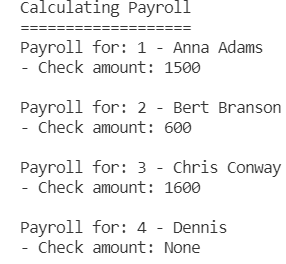 Calculating Payroll
===================
Payroll for: 1 - Anna Adams
- Check amount: 1500
Payroll for: 2 - Bert Branson
- Check amount: 600
Payroll for: 3 - Chris Conway
- Check amount: 1600
Payroll for: 4 - Dennis
- Check amount: None